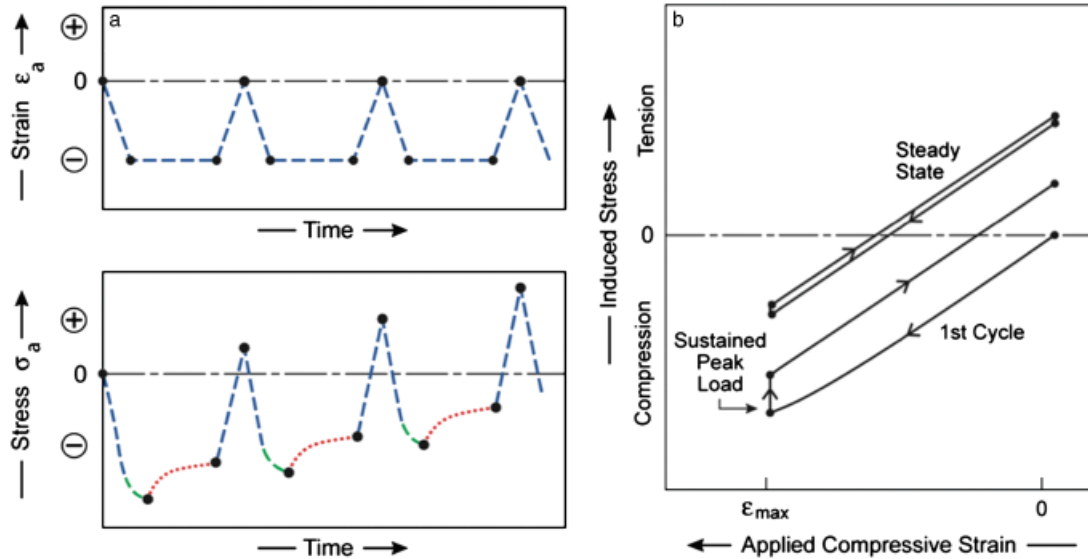 a
— Strain εa →
+
0
−
— Time →
— Stress σa →
+
0
−
— Time →
b
— Induced Stress →
Tension
0
Compression
Steady
State
1st Cycle
Sustained
Peak
Load
εmax
0
← Applied Compressive Strain —